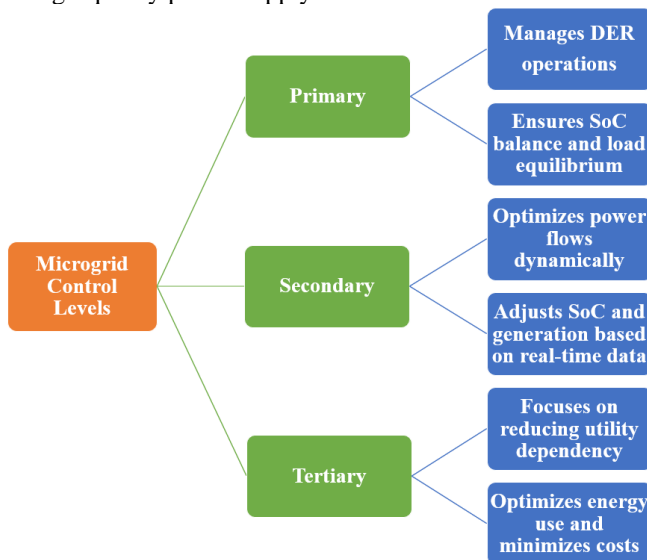 Microgrid
Control
Levels
Primary
Manages DER
operations
Ensures SoC
balance and load
equilibrium
Secondary
Optimizes power
flows
dynamically
Adjusts SoC and
generation based
on real-time data
Tertiary
Focuses on
reducing utility
dependency
Optimizes energy
use and
minimizes costs